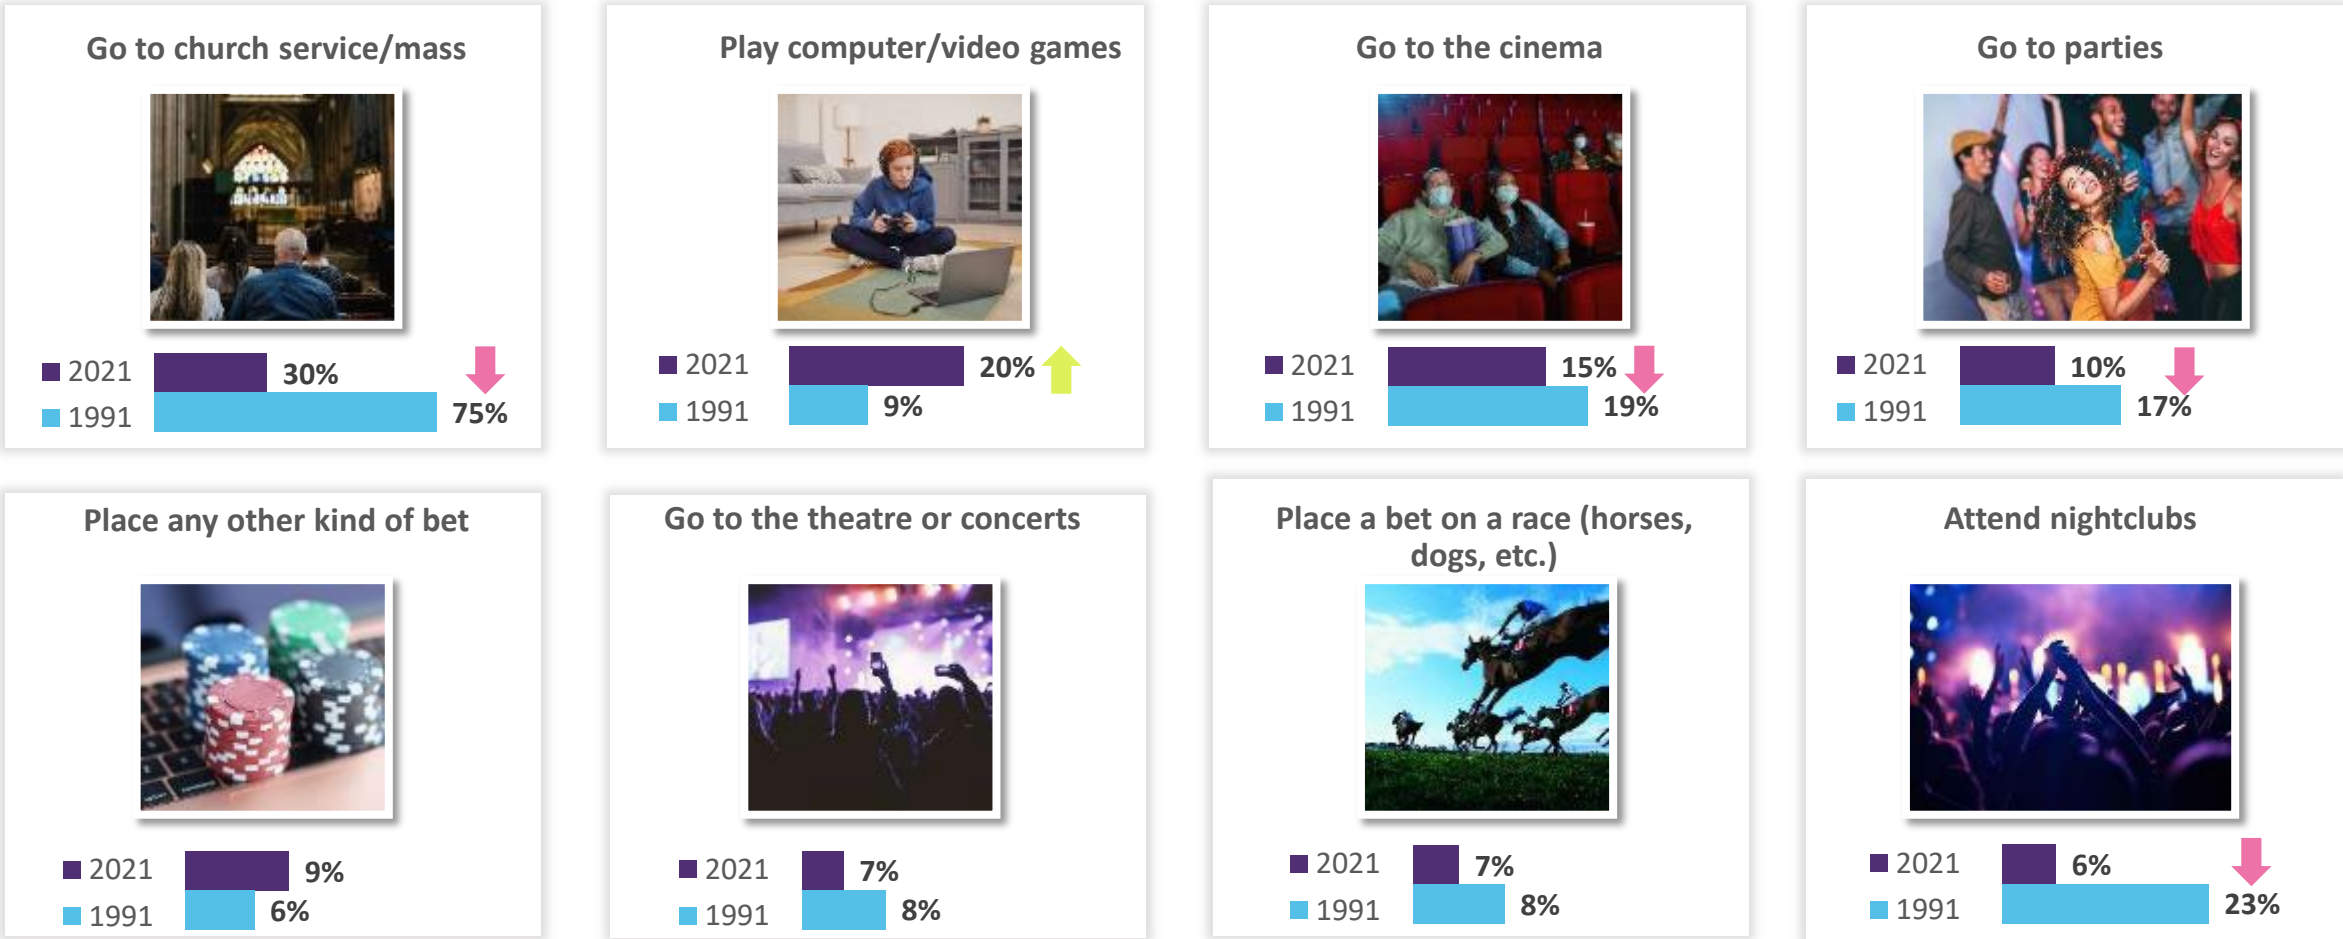 Go to church service/mass
2021 30%
1991 75%
Play computer/video games
2021 20%
1991 9%
Go to the cinema
2021 15%
1991 19%
Go to parties
2021 10%
1991 17%
Place any other kind of bet
2021 9%
1991 6%
Go to the theatre or concerts
2021 7%
1991 8%
Place a bet on a race (horses,
dogs, etc.)
2021 7%
1991 8%
Attend nightclubs
2021 6%
1991 23%